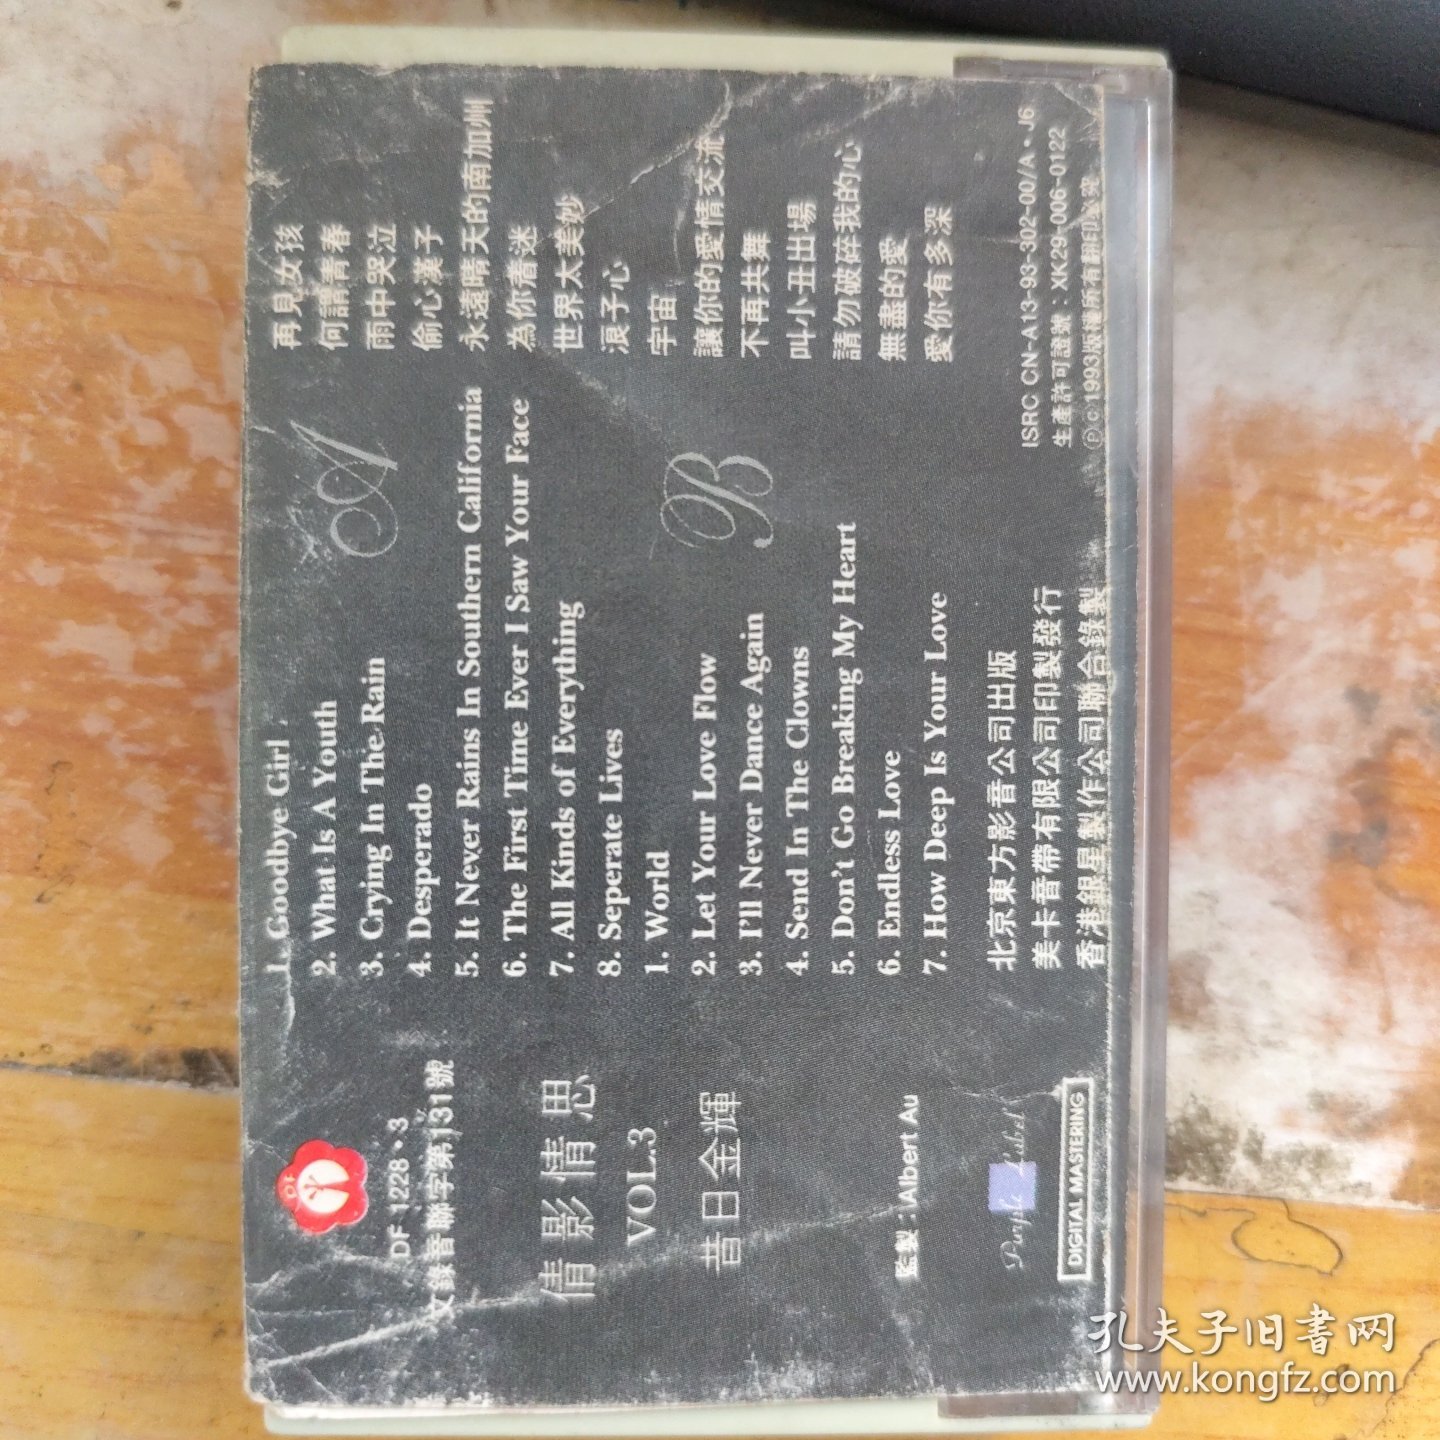 DF 1228·3
文錄音聯字第131號
倩影情思
VOL.3
昔日金輝
監製：Albert Au
Purple Label
DIGITAL MASTERING
A
1. Goodbye Girl 再見女孩
2. What Is A Youth 何謂青春
3. Crying In The Rain 雨中哭泣
4. Desperado 偷心漢子
5. It Never Rains In Southern California 永遠晴天的南加州
6. The First Time Ever I Saw Your Face 為你着迷
7. All Kinds of Everything 世界太美妙
8. Seperate Lives 浪子心
B
1. World 宇宙
2. Let Your Love Flow 讓你的愛情交流
3. I'll Never Dance Again 不再共舞
4. Send In The Clowns 叫小丑出場
5. Don't Go Breaking My Heart 請勿破碎我的心
6. Endless Love 無盡的愛
7. How Deep Is Your Love 愛你有多深
北京東方影音公司出版
美卡音帶有限公司印製發行
香港銀星製作公司聯合錄製
ISRC CN-A13-93-302-00/A·J6
生產許可證號：XK29-006-0122
Ⓟ©1993版權所有翻印必究
孔夫子旧書网
www.kongfz.com